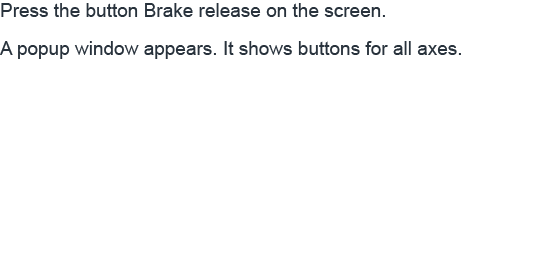 Press the button Brake release on the screen.
A popup window appears. It shows buttons for all axes.